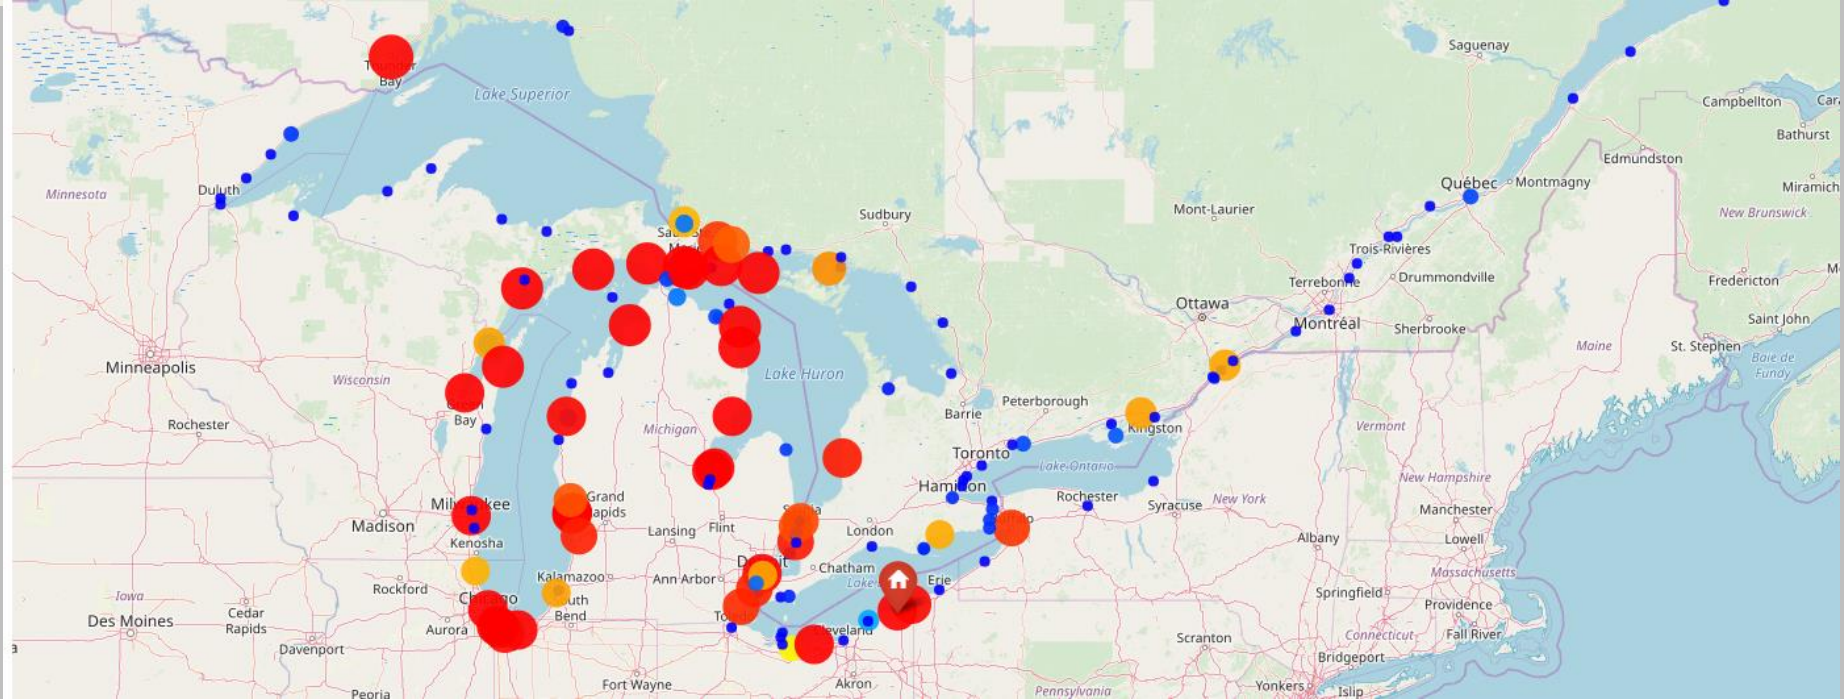 Saguenay
Bay
Lake Superior
Campbellton
Bathurst
Edmundston
Minnesota
Duluth
Québec
Montmagny
Miramich
Mont-Laurier
Sudbury
New Brunswick
Trois-Rivières
Terrebonne
Drummondville
Fredericton
Ottawa
Montréal
Sherbrooke
Saint John
St. Stephen
Maine
Baie de
Fundy
Minneapolis
Wisconsin
Lake Huron
Bay
Rochester
Michigan
Barrie
Peterborough
Kingston
Vermont
Toronto
Lake Ontario
Rochester
Syracuse
New York
New Hampshire
Manchester
Madison
Grand
Lansing
Flint
London
Kenosha
Albany
Lowell
Massachusetts
Iowa
Rockford
Kalamazoo
Ann Arbor
Chatham
Lake
Erie
Cedar
Rapids
Des Moines
Aurora
Bend
Providence
Fall River
Connecticut
Davenport
Cleveland
Scranton
Bridgeport
Fort Wayne
Akron
Pennsylvania
Yonkers
Islip
Peoria